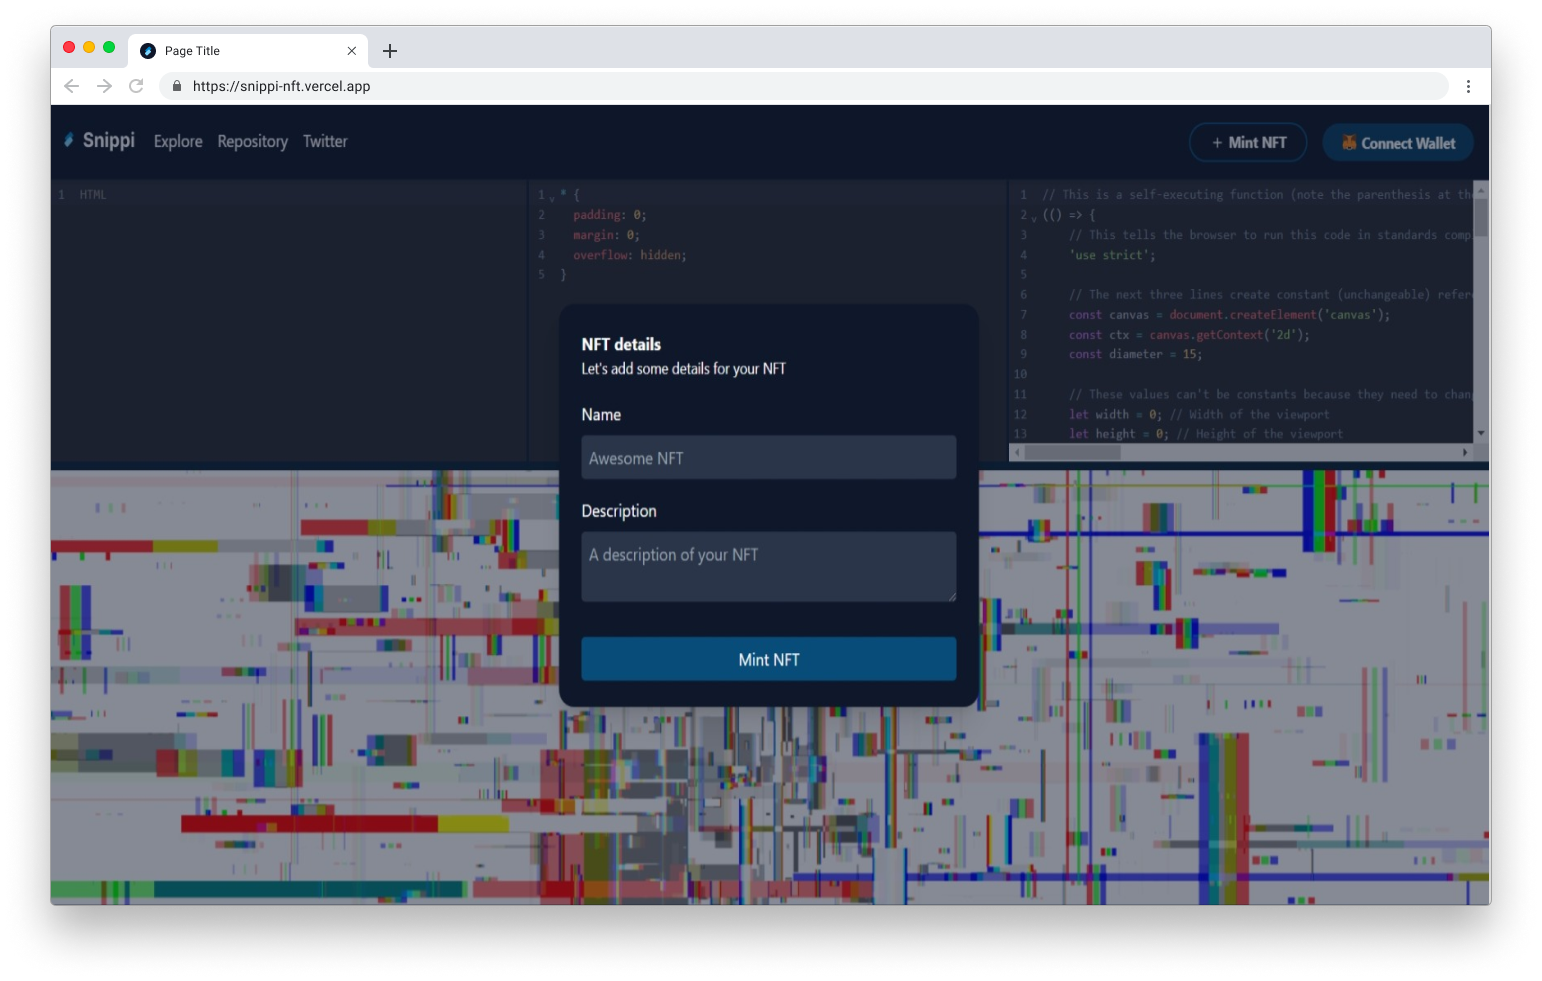 Page Title
https://snippi-nft.vercel.app
Snippi Explore Repository Twitter
+ Mint NFT
Connect Wallet
1 HTML
1 * {
2 padding: 0;
3 margin: 0;
4 overflow: hidden;
5 }
1 // This is a self-executing function (note the parenthesis at the
2 (() => {
3 // This tells the browser to run this code in standards comp
4 'use strict';
5
6 // The next three lines create constant (unchangeable) refer
7 const canvas = document.createElement('canvas');
8 const ctx = canvas.getContext('2d');
9 const diameter = 15;
10
11 // These values can't be constants because they need to chan
12 let width = 0; // Width of the viewport
13 let height = 0; // Height of the viewport
NFT details
Let's add some details for your NFT
Name
Awesome NFT
Description
A description of your NFT
Mint NFT